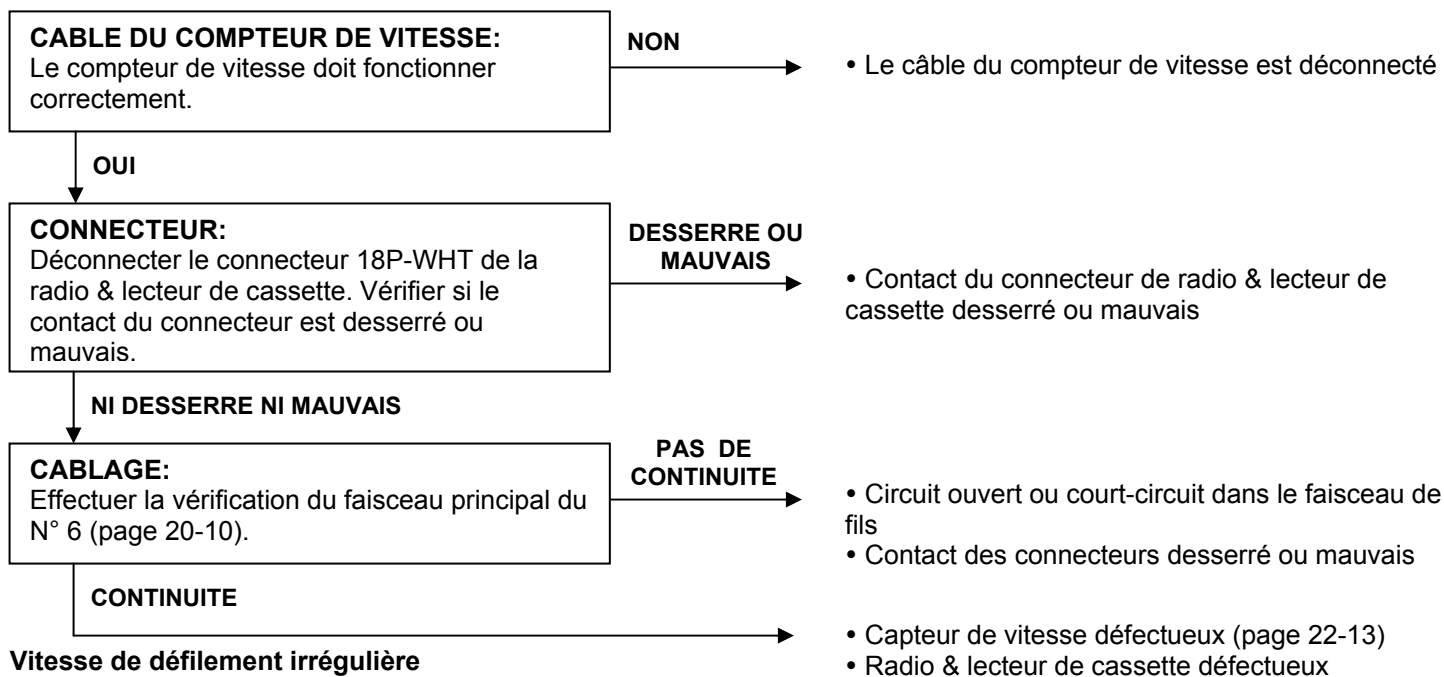 CABLE DU COMPTEUR DE VITESSE:
Le compteur de vitesse doit fonctionner
correctement.
NON
• Le câble du compteur de vitesse est déconnecté
OUI
CONNECTEUR:
Déconnecter le connecteur 18P-WHT de la
radio & lecteur de cassette. Vérifier si le
contact du connecteur est desserré ou
mauvais.
DESSERRE OU
MAUVAIS
• Contact du connecteur de radio & lecteur de
cassette desserré ou mauvais
NI DESSERRE NI MAUVAIS
CABLAGE:
Effectuer la vérification du faisceau principal du
N° 6 (page 20-10).
PAS DE
CONTINUITE
• Circuit ouvert ou court-circuit dans le faisceau de
fils
• Contact des connecteurs desserré ou mauvais
CONTINUITE
• Capteur de vitesse défectueux (page 22-13)
• Radio & lecteur de cassette défectueux
Vitesse de défilement irrégulière